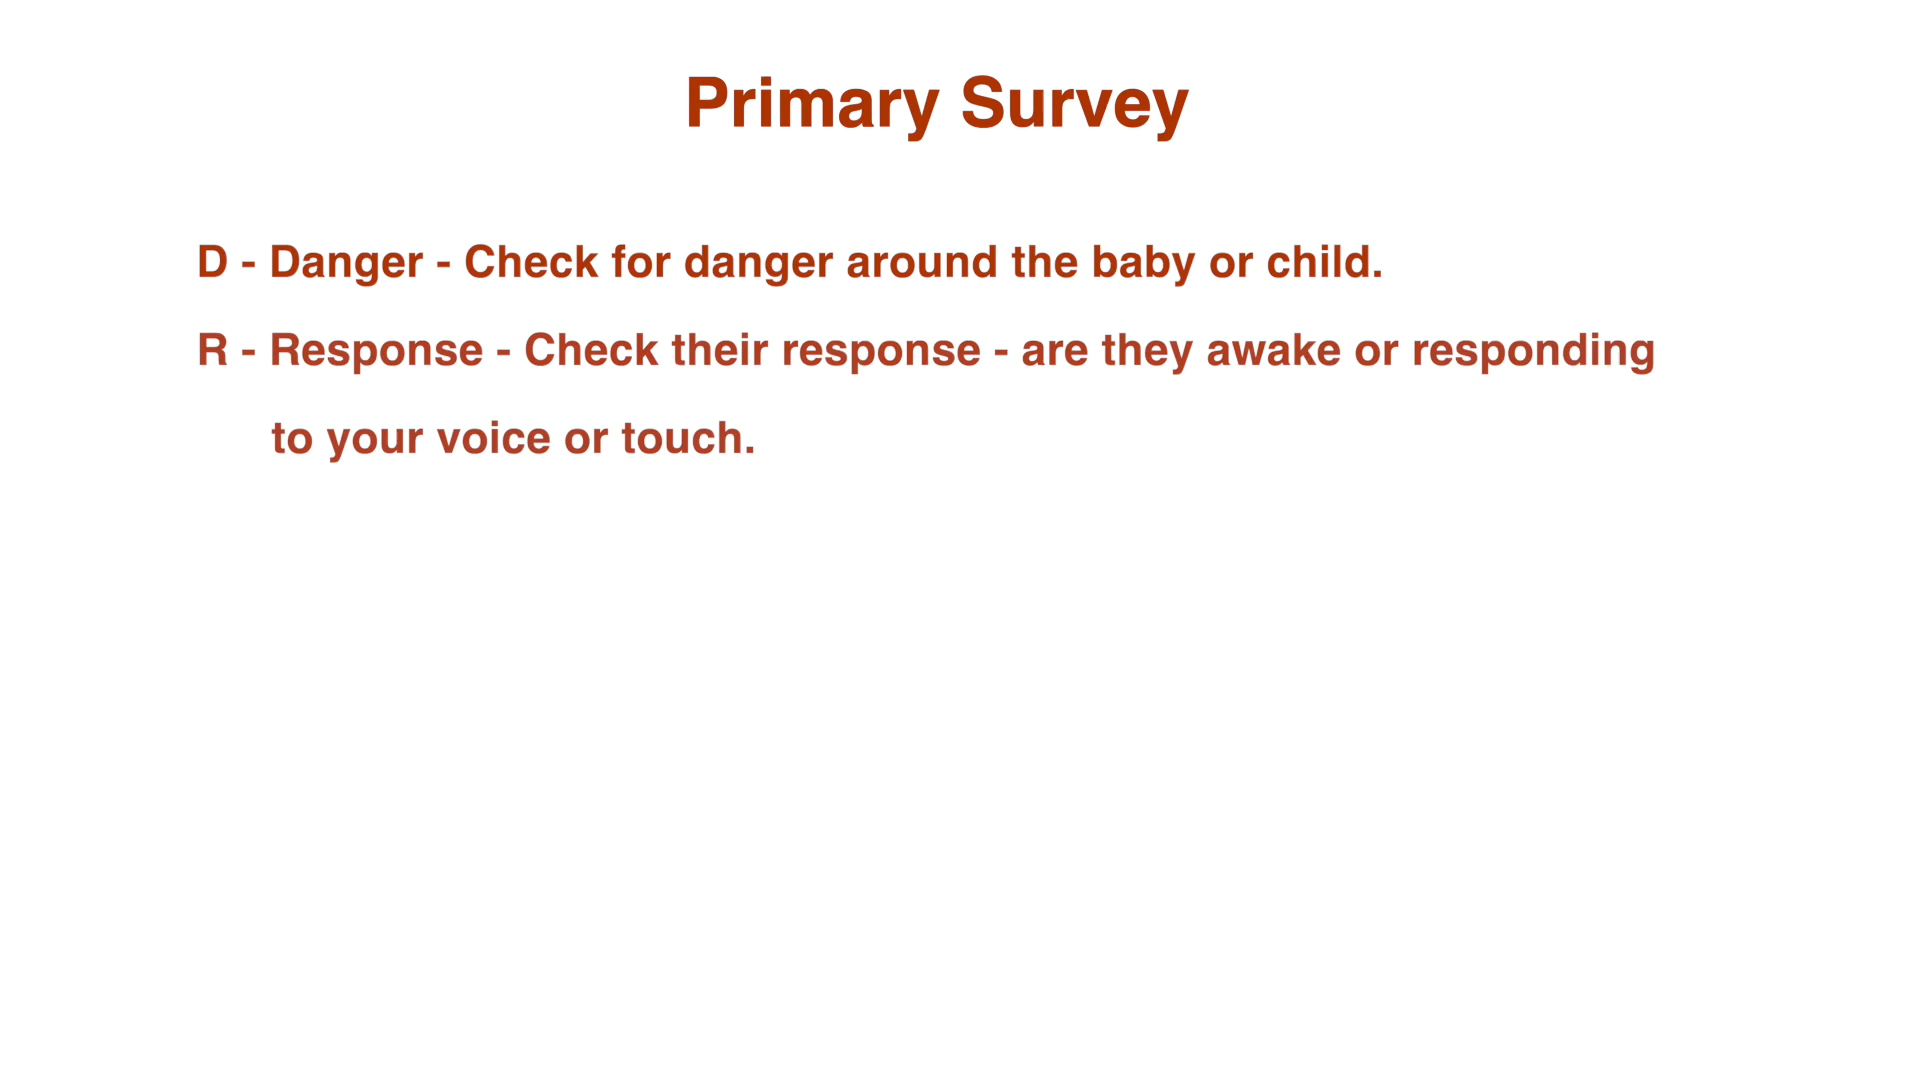 Primary Survey
D - Danger - Check for danger around the baby or child.
R - Response - Check their response - are they awake or responding
to your voice or touch.